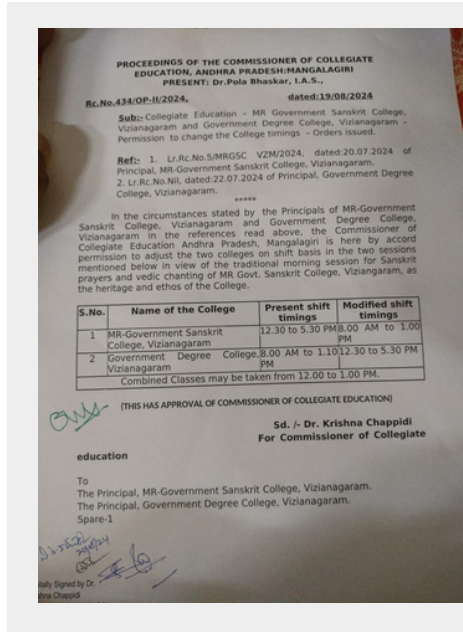 PROCEEDINGS OF THE COMMISSIONER OF COLLEGIATE
EDUCATION, ANDHRA PRADESH:MANGALAGIRI
PRESENT: Dr.Pola Bhaskar, I.A.S.,
Rc.No.434/OP-II/2024, dated:19/08/2024
Sub:- Collegiate Education – MR Government Sanskrit College,
Vizianagaram and Government Degree College, Vizianagaram –
Permission to change the College timings – Orders issued.
Ref:- 1. Lr.Rc.No.5/MRGSC VZM/2024, dated:20.07.2024 of
Principal, MR-Government Sanskrit College, Vizianagaram.
2. Lr.Rc.No.Nil, dated:22.07.2024 of Principal, Government Degree
College, Vizianagaram.
*****
In the circumstances stated by the Principals of MR-Government
Sanskrit College, Vizianagaram and Government Degree College,
Vizianagaram in the references read above, the Commissioner of
Collegiate Education Andhra Pradesh, Mangalagiri is here by accord
permission to adjust the two colleges on shift basis in the two sessions
mentioned below in view of the traditional morning session for Sanskrit
prayers and vedic chanting of MR Govt. Sanskrit College, Viziangaram, as
the heritage and ethos of the College.
S.No. Name of the College Present shift timings Modified shift timings
1 MR-Government Sanskrit College, Vizianagaram 12.30 to 5.30 PM 8.00 AM to 1.00 PM
2 Government Degree College, Vizianagaram 8.00 AM to 1.10 PM 12.30 to 5.30 PM
Combined Classes may be taken from 12.00 to 1.00 PM.
(THIS HAS APPROVAL OF COMMISSIONER OF COLLEGIATE EDUCATION)
Sd. /- Dr. Krishna Chappidi
For Commissioner of Collegiate
education
To
The Principal, MR-Government Sanskrit College, Vizianagaram.
The Principal, Government Degree College, Vizianagaram.
Spare-1
Signed by Dr.
Chappidi